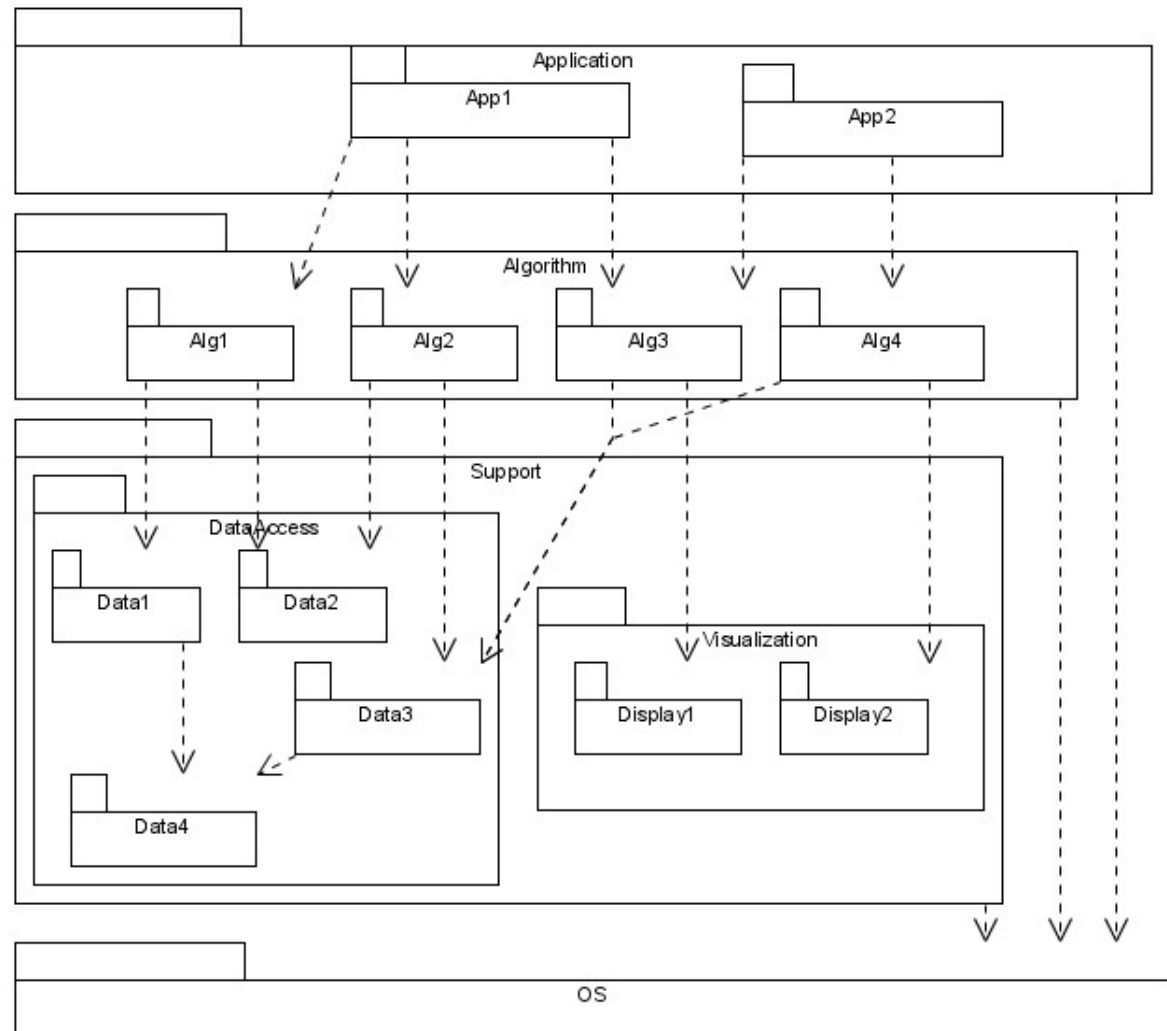 Application
App1
App2
Algorithm
Alg1
Alg2
Alg3
Alg4
Support
DataAccess
Data1
Data2
Visualization
Data3
Display1
Display2
Data4
OS